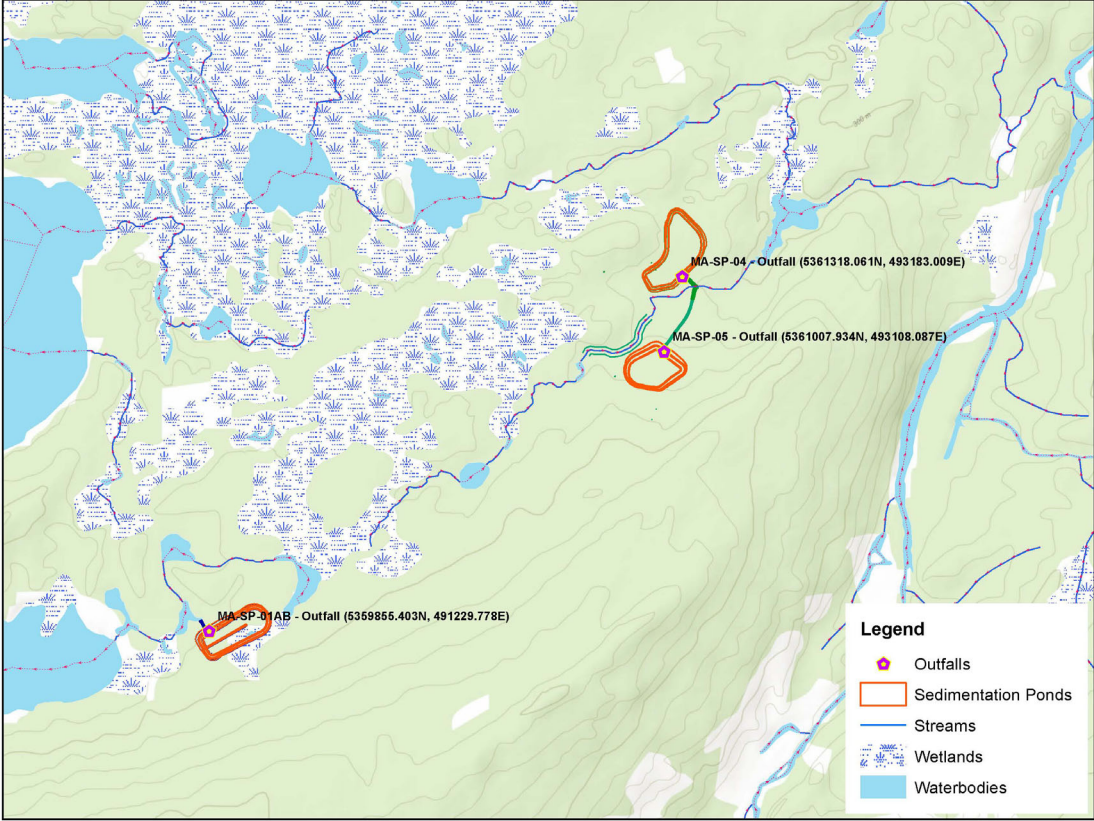 MA-SP-04 - Outfall (5361318.061N, 493183.009E)
MA-SP-05 - Outfall (5361007.934N, 493108.087E)
MA-SP-01AB - Outfall (5359855.403N, 491229.778E)
Legend
Outfalls
Sedimentation Ponds
Streams
Wetlands
Waterbodies